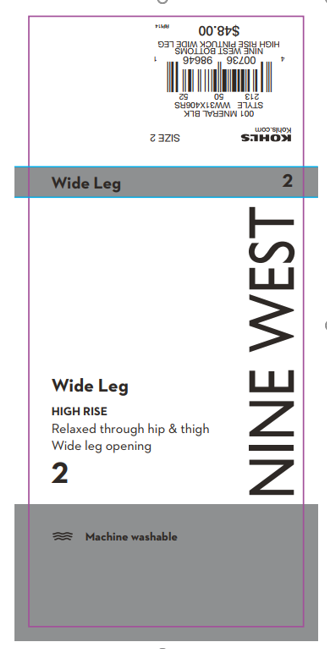 KOHL'S
Kohls.com
SIZE 2
001 MINERAL BLK
STYLE WW31406RS
213 50 52
4 00736 98646 1
NINE WEST BOTTOMS
HIGH RISE PINTUCK WIDE LEG
$48.00
Wide Leg 2
NINE WEST
Wide Leg
HIGH RISE
Relaxed through hip & thigh
Wide leg opening
2
Machine washable